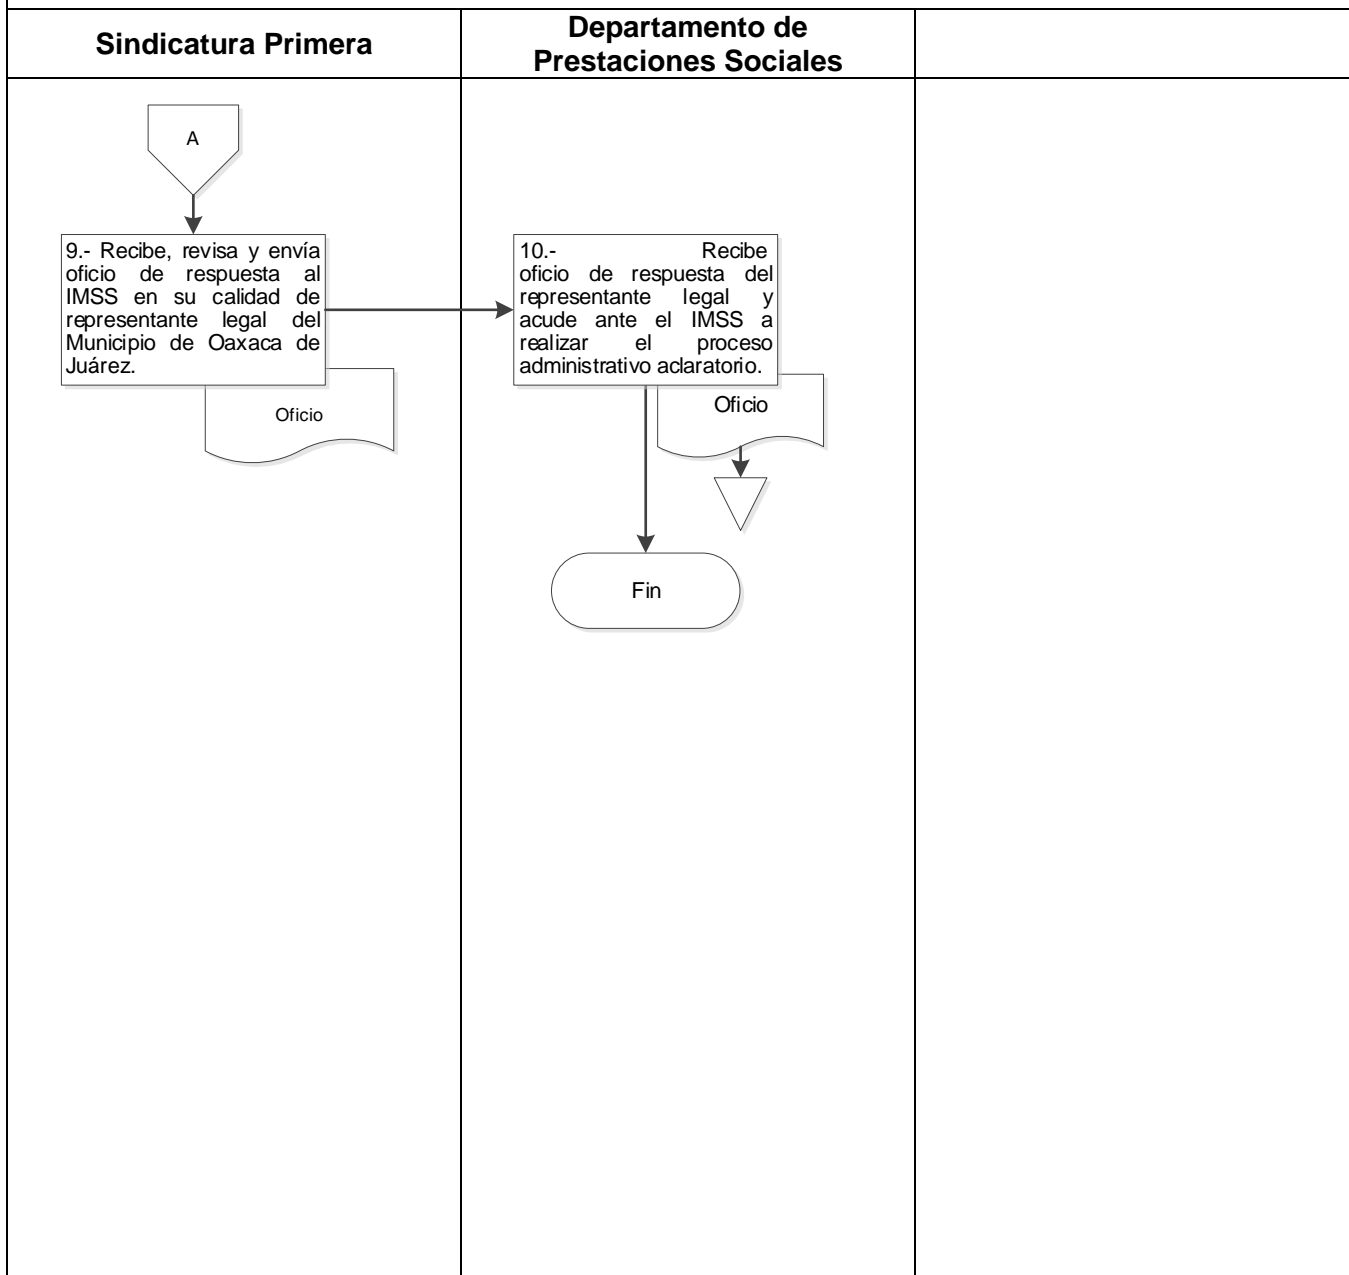 Sindicatura Primera
Departamento de
Prestaciones Sociales
A
9.- Recibe, revisa y envía
oficio de respuesta al
IMSS en su calidad de
representante legal del
Municipio de Oaxaca de
Juárez.
Oficio
10.- Recibe
oficio de respuesta del
representante legal y
acude ante el IMSS a
realizar el proceso
administrativo aclaratorio.
Oficio
Fin